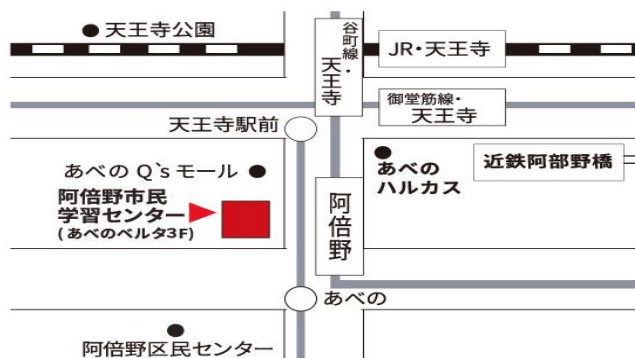 天王寺公園
谷町線・
天王寺
JR・天王寺
御堂筋線・
天王寺
天王寺駅前
あべのQ`sモール
あべの
ハルカス
近鉄阿部野橋
阿倍野市民
学習センター
(あべのベルタ3F)
阿倍野
あべの
阿倍野区民センター